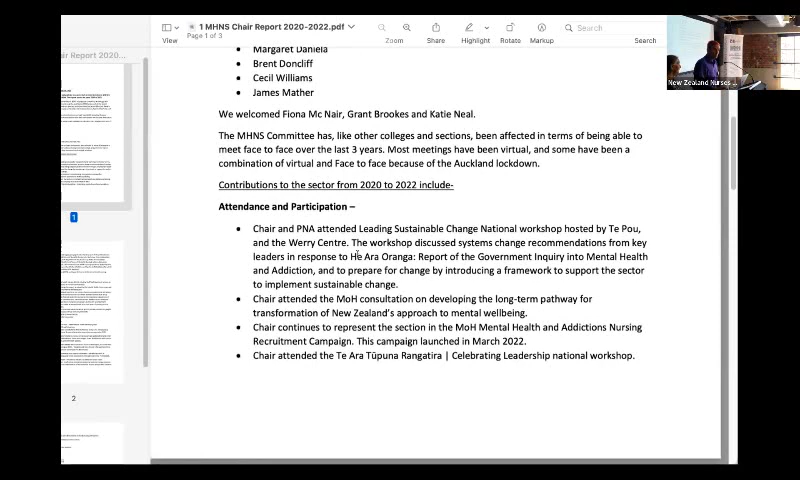 1 MHNS Chair Report 2020-2022.pdf
Page 1 of 3
View
Zoom
Share
Highlight
Rotate
Markup
Search
Search
air Report 2020...
New Zealand Nurses ...
Margaret Daniela
Brent Doncliff
Cecil Williams
James Mather
We welcomed Fiona Mc Nair, Grant Brookes and Katie Neal.
The MHNS Committee has, like other colleges and sections, been affected in terms of being able to
meet face to face over the last 3 years. Most meetings have been virtual, and some have been a
combination of virtual and Face to face because of the Auckland lockdown.
Contributions to the sector from 2020 to 2022 include-
Attendance and Participation –
• Chair and PNA attended Leading Sustainable Change National workshop hosted by Te Pou,
and the Werry Centre. The workshop discussed systems change recommendations from key
leaders in response to He Ara Oranga: Report of the Government Inquiry into Mental Health
and Addiction, and to prepare for change by introducing a framework to support the sector
to implement sustainable change.
• Chair attended the MoH consultation on developing the long-term pathway for
transformation of New Zealand's approach to mental wellbeing.
• Chair continues to represent the section in the MoH Mental Health and Addictions Nursing
Recruitment Campaign. This campaign launched in March 2022.
• Chair attended the Te Ara Tūpuna Rangatira | Celebrating Leadership national workshop.
1
2